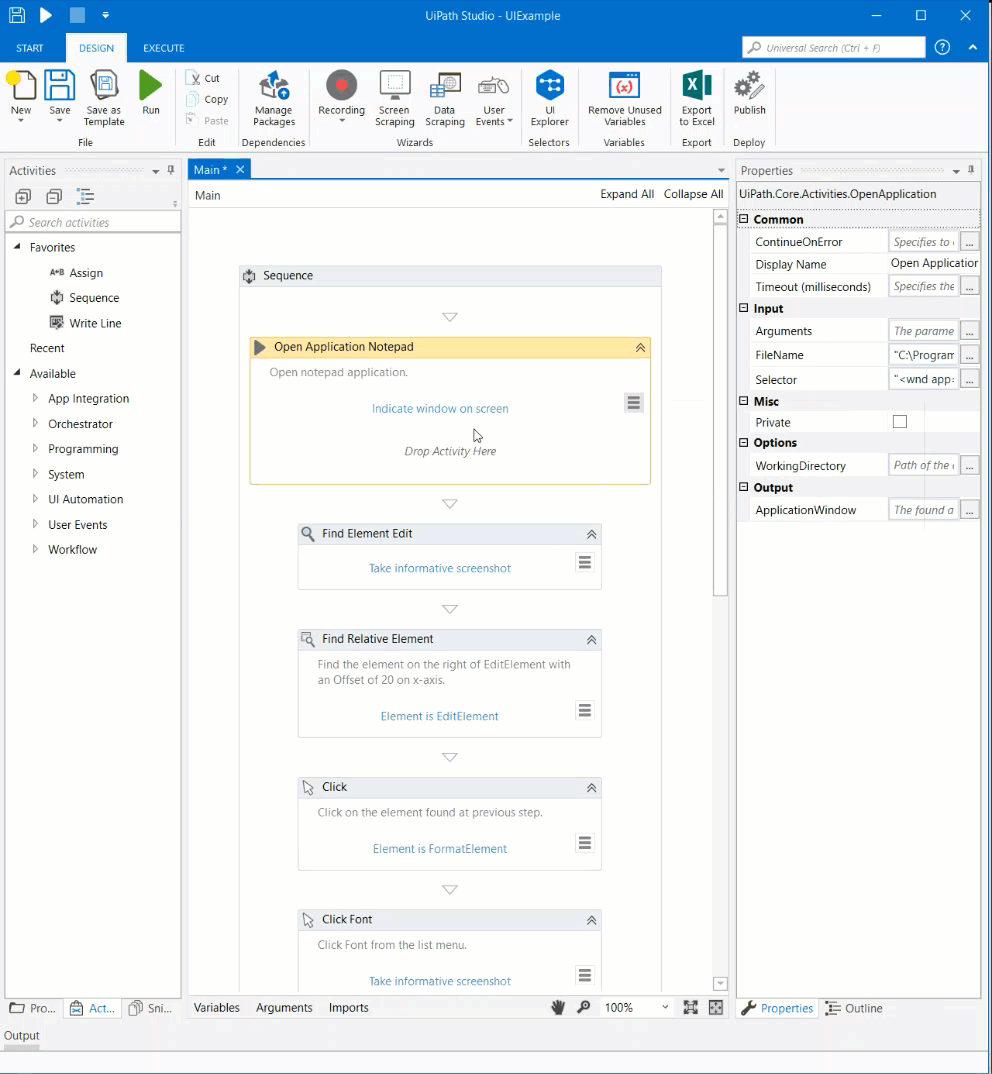 UiPath Studio - UIExample
START DESIGN EXECUTE
Universal Search (Ctrl + F)
New
Save
Save as Template
Run
File
Cut
Copy
Paste
Edit
Manage Packages
Dependencies
Recording
Screen Scraping
Data Scraping
User Events
Wizards
UI Explorer
Selectors
Remove Unused Variables
Variables
Export to Excel
Export
Publish
Deploy
Activities
Search activities
Favorites
A+B Assign
Sequence
Write Line
Recent
Available
App Integration
Orchestrator
Programming
System
UI Automation
User Events
Workflow
Pro... Act... Sni...
Output
Main *
Main
Expand All Collapse All
Sequence
Open Application Notepad
Open notepad application.
Indicate window on screen
Drop Activity Here
Find Element Edit
Take informative screenshot
Find Relative Element
Find the element on the right of EditElement with
an Offset of 20 on x-axis.
Element is EditElement
Click
Click on the element found at previous step.
Element is FormatElement
Click Font
Click Font from the list menu.
Take informative screenshot
Variables Arguments Imports
100%
Properties
UiPath.Core.Activities.OpenApplication
Common
ContinueOnError Specifies to ...
Display Name Open Application
Timeout (milliseconds) Specifies the ...
Input
Arguments The parame ...
FileName "C:\Program ...
Selector "<wnd app: ...
Misc
Private
Options
WorkingDirectory Path of the ...
Output
ApplicationWindow The found a ...
Properties Outline